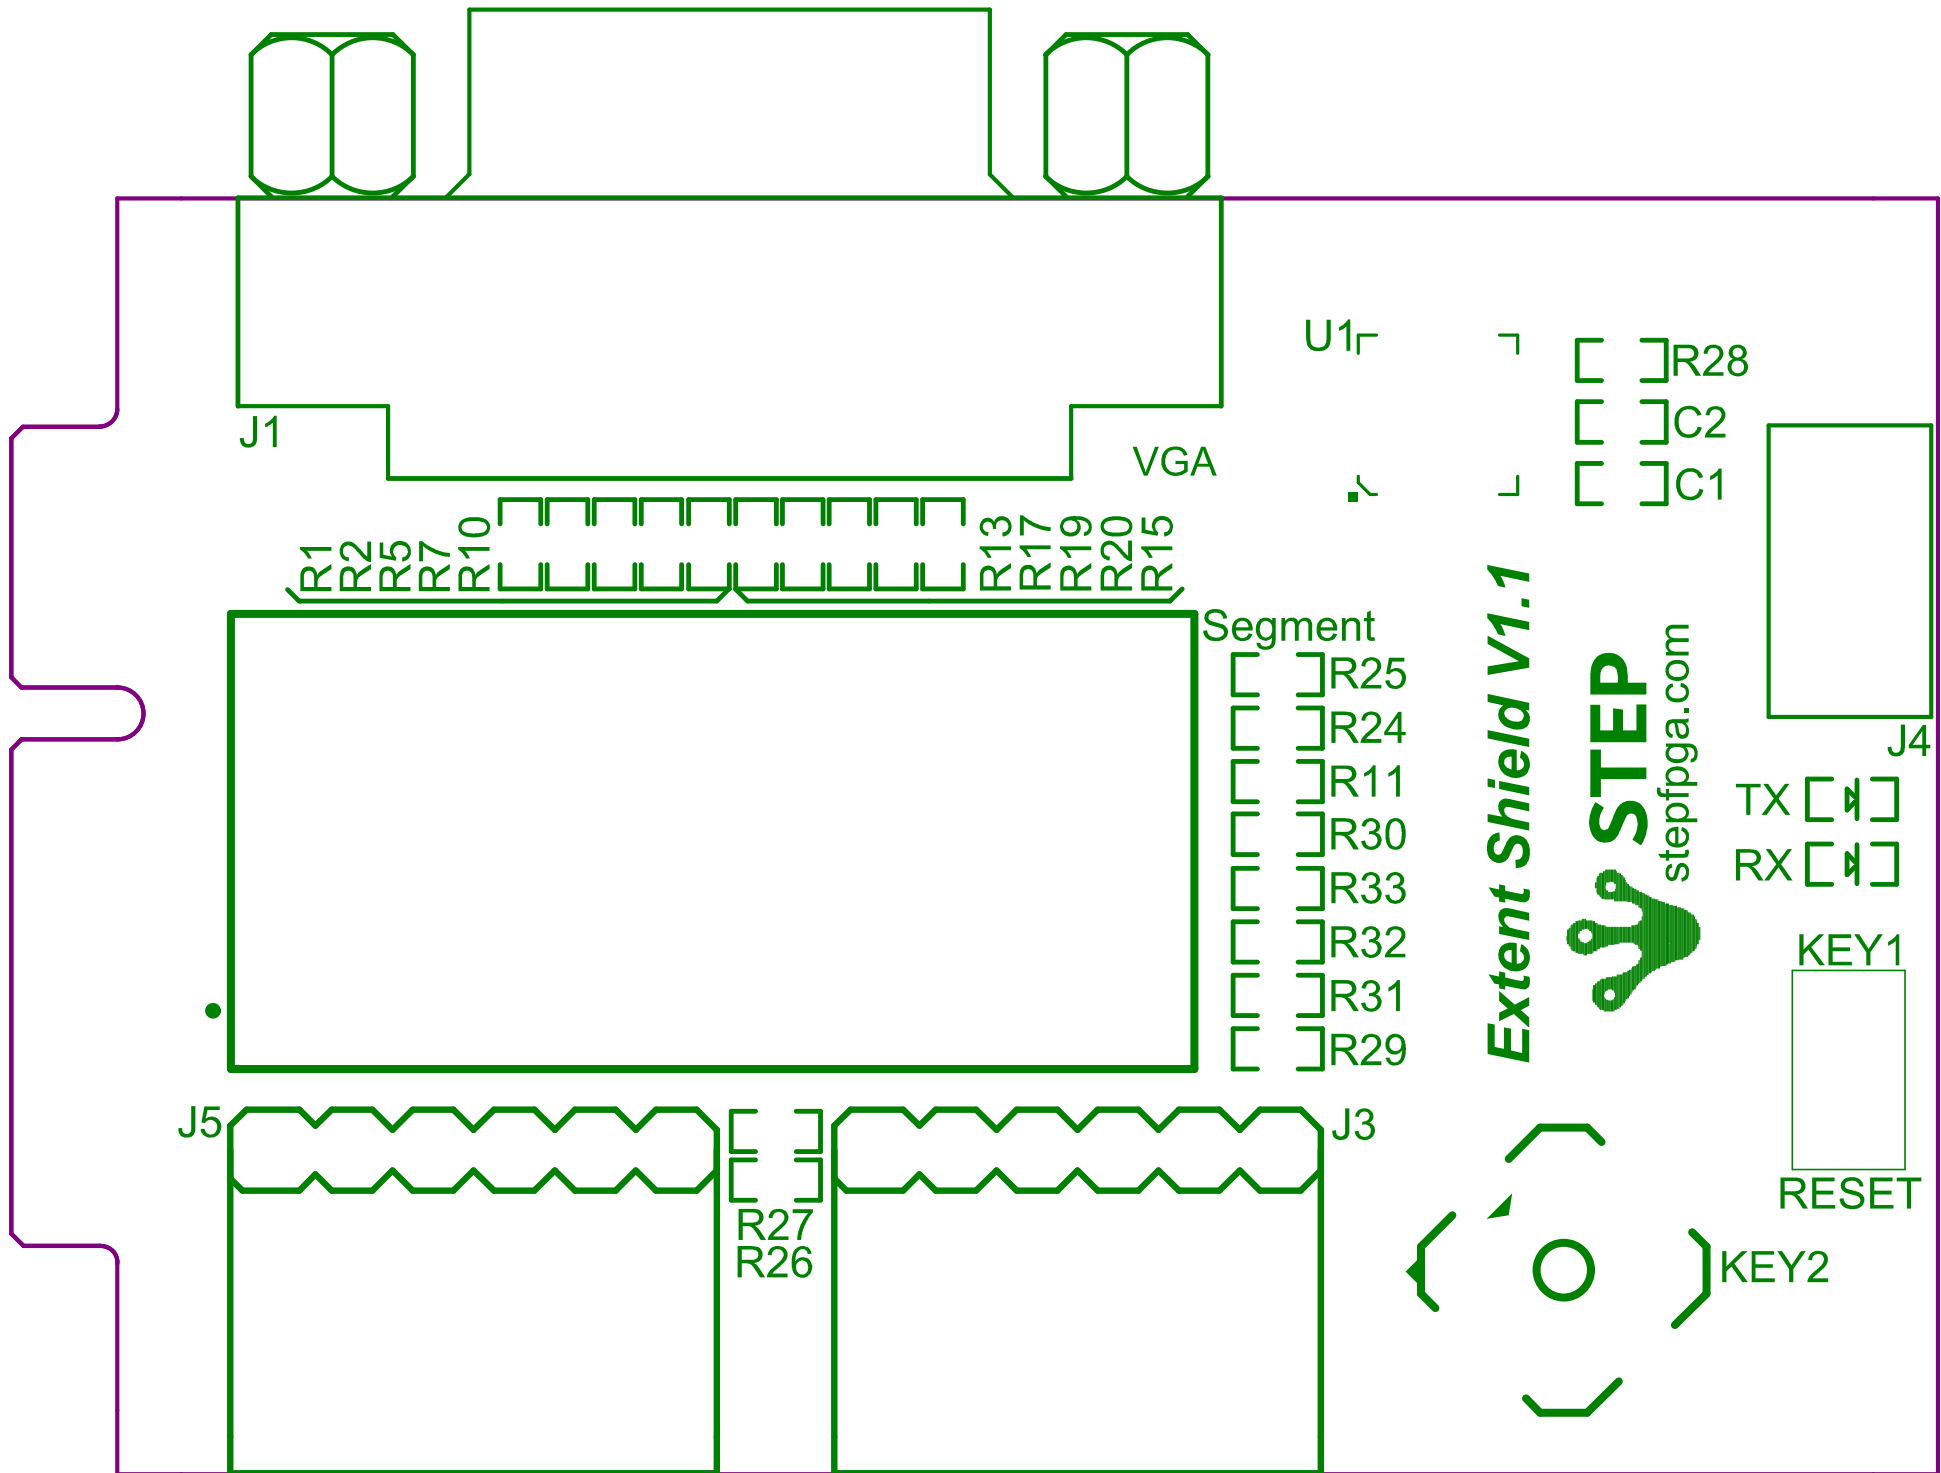 U1
R28
C2
J1
VGA
C1
R1
R2
R5
R7
R10
R13
R17
R19
R20
R15
Segment
R25
R24
R11
R30
R33
R32
R31
R29
Extent Shield V1.1
STEP
stepfpga.com
J4
TX
RX
KEY1
RESET
J5
J3
R27
R26
KEY2